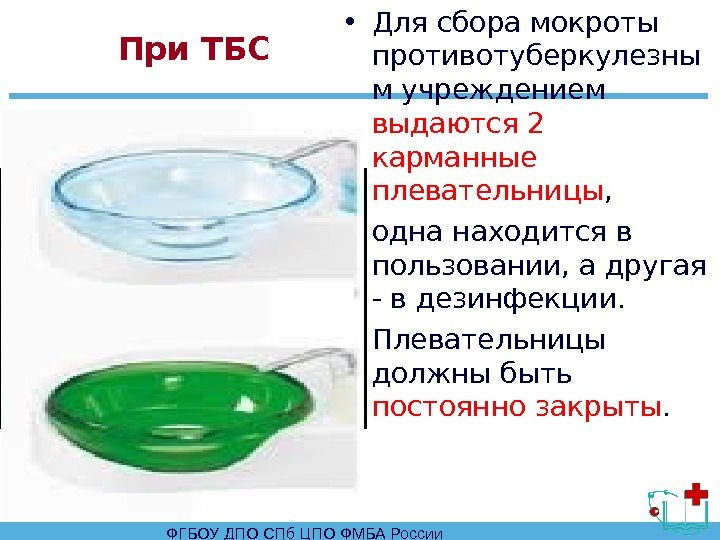 При ТБС
• Для сбора мокроты
противотуберкулезны
м учреждением
выдаются 2
карманные
плевательницы,
одна находится в
пользовании, а другая
- в дезинфекции.
Плевательницы
должны быть
постоянно закрыты.
ФГБОУ ДПО СПб ЦПО ФМБА России